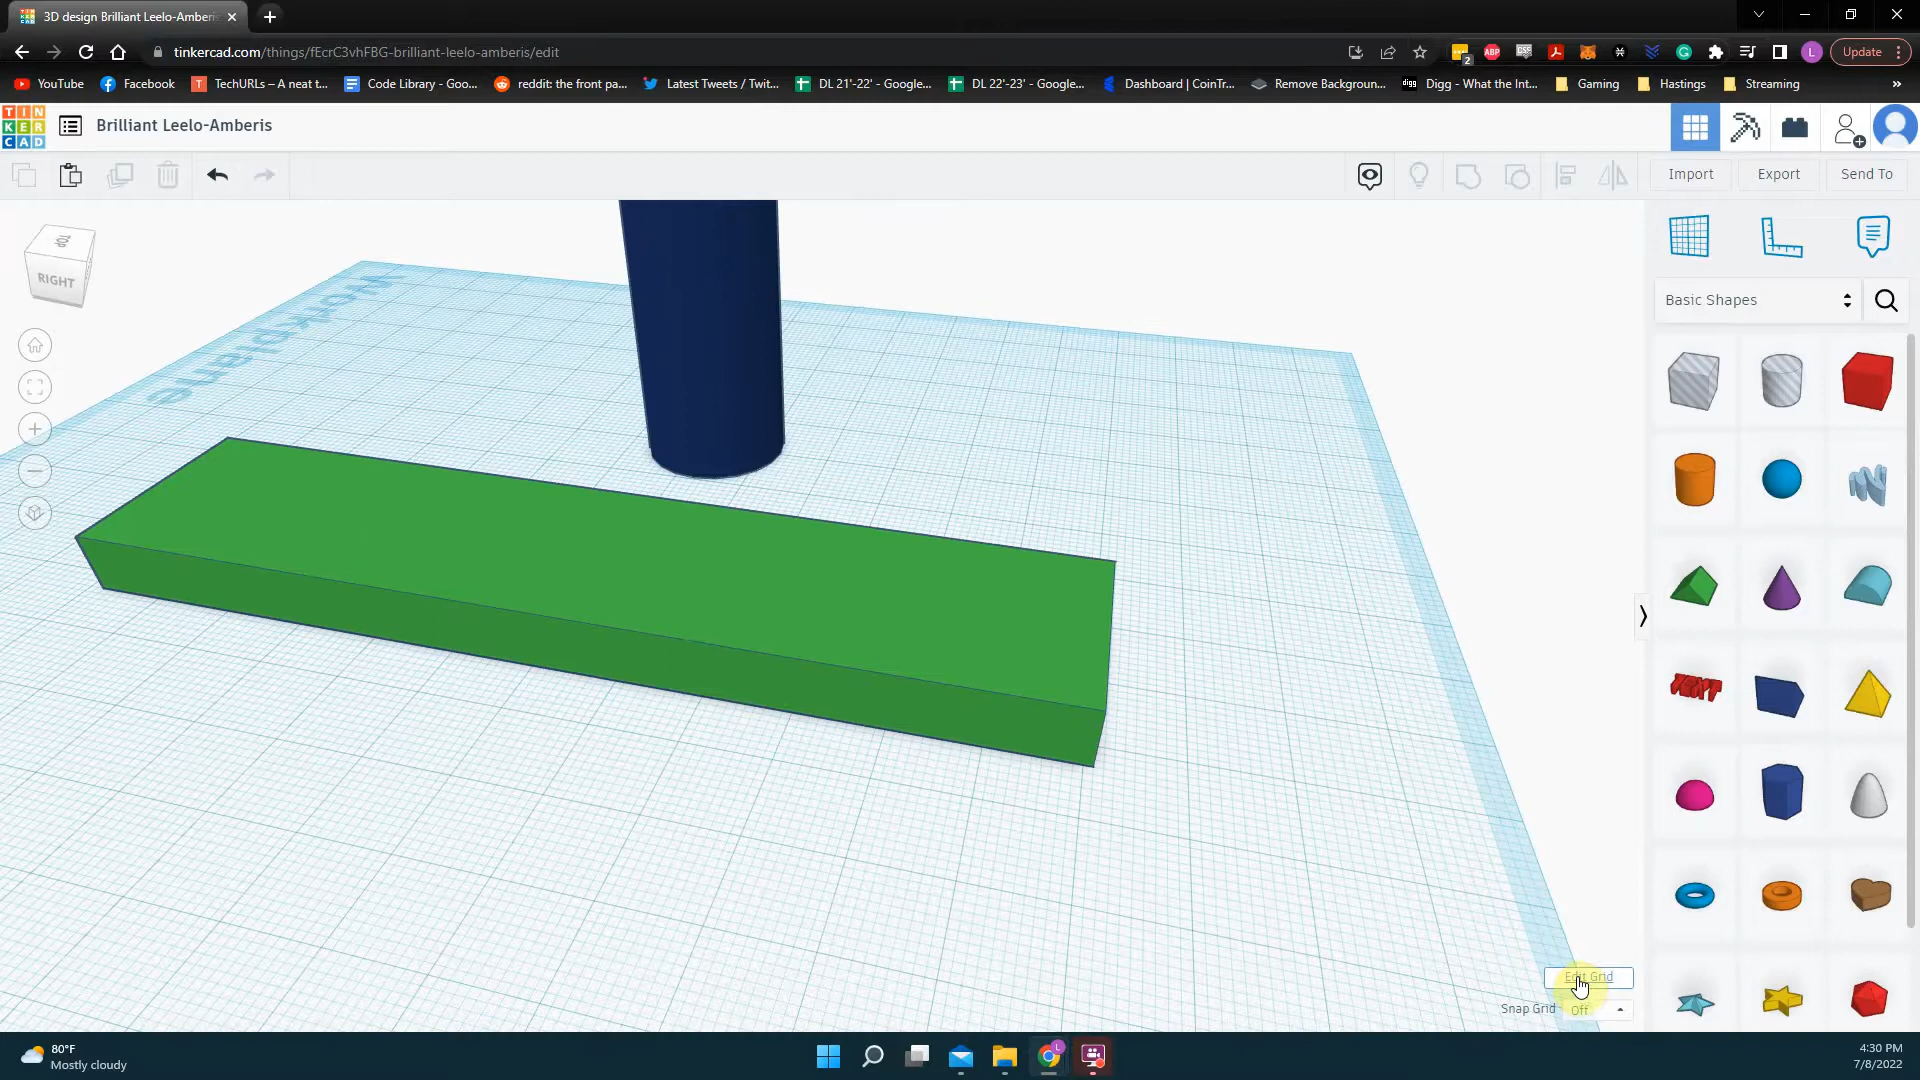 3D design Brilliant Leelo-Amberis
tinkercad.com/things/fEcrC3vhFBG-brilliant-leelo-amberis/edit
2
L
Update
YouTube
Facebook
TechURLs – A neat t...
Code Library - Goo...
reddit: the front pa...
Latest Tweets / Twit...
DL 21'-22' - Google...
DL 22'-23' - Google...
Dashboard | CoinTr...
Remove Backgroun...
Digg - What the Int...
Gaming
Hastings
Streaming
TIN
KER
CAD
Brilliant Leelo-Amberis
Import
Export
Send To
TOP
RIGHT
Workplane
Basic Shapes
TEXT
Edit Grid
Snap Grid
Off
80°F
Mostly cloudy
L
4:30 PM
7/8/2022